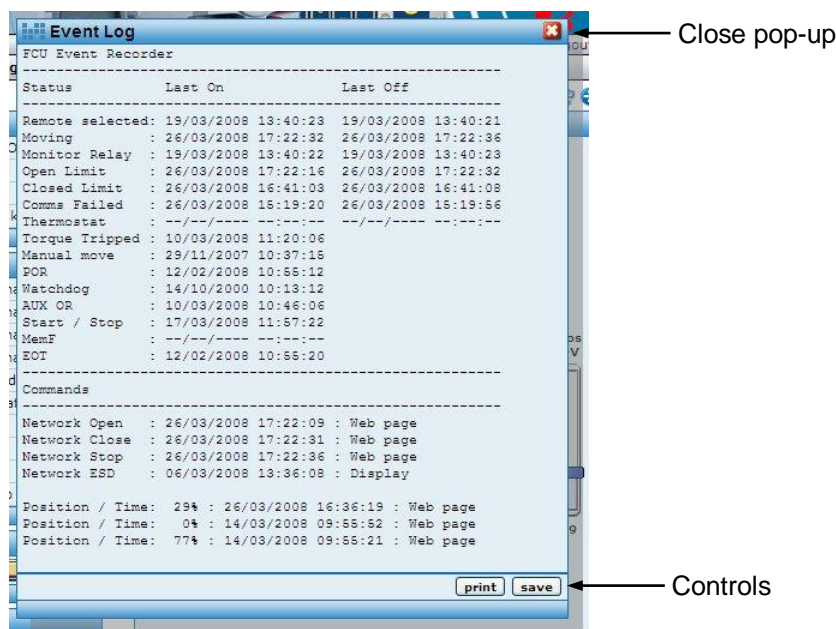 Event Log
Close pop-up
FCU Event Recorder
Status Last On Last Off
Remote selected: 19/03/2008 13:40:23 19/03/2008 13:40:21
Moving : 26/03/2008 17:22:32 26/03/2008 17:22:36
Monitor Relay : 19/03/2008 13:40:22 19/03/2008 13:40:23
Open Limit : 26/03/2008 17:22:16 26/03/2008 17:22:32
Closed Limit : 26/03/2008 16:41:03 26/03/2008 16:41:08
Comms Failed : 26/03/2008 15:19:20 26/03/2008 15:19:56
Thermostat : --/--/---- --:--:-- --/--/---- --:--:--
Torque Tripped : 10/03/2008 11:20:06
Manual move : 29/11/2007 10:37:15
POR : 12/02/2008 10:55:12
Watchdog : 14/10/2000 10:13:12
AUX OR : 10/03/2008 10:46:06
Start / Stop : 17/03/2008 11:57:22
MemF : --/--/---- --:--:--
EOT : 12/02/2008 10:55:20
Commands
Network Open : 26/03/2008 17:22:09 : Web page
Network Close : 26/03/2008 17:22:31 : Web page
Network Stop : 26/03/2008 17:22:36 : Web page
Network ESD : 06/03/2008 13:36:08 : Display
Position / Time: 29% : 26/03/2008 16:36:19 : Web page
Position / Time: 0% : 14/03/2008 09:55:52 : Web page
Position / Time: 77% : 14/03/2008 09:55:21 : Web page
print save
Controls